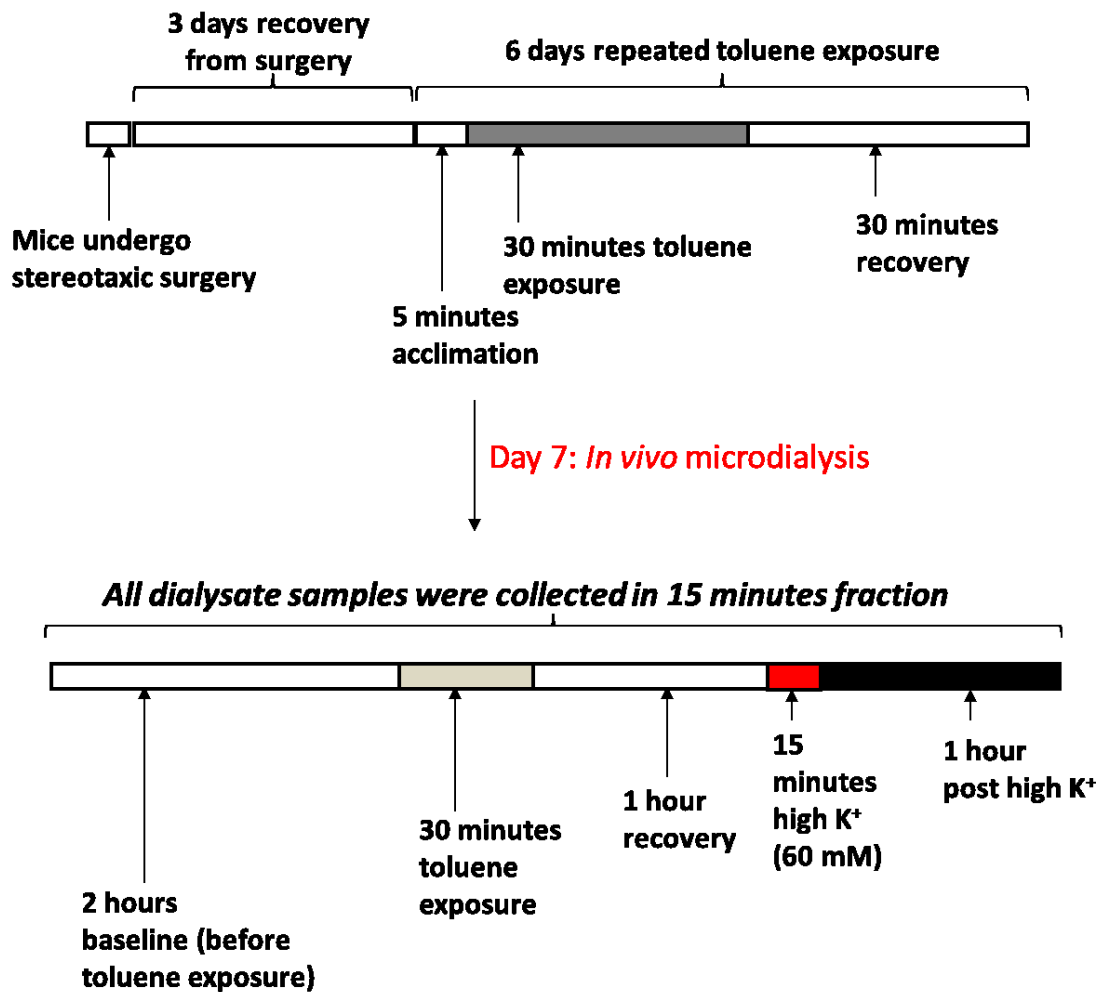 3 days recovery
from surgery
6 days repeated toluene exposure
Mice undergo
stereotaxic surgery
5 minutes
acclimation
30 minutes toluene
exposure
30 minutes
recovery
Day 7: In vivo microdialysis
All dialysate samples were collected in 15 minutes fraction
2 hours
baseline (before
toluene exposure)
30 minutes
toluene
exposure
1 hour
recovery
15
minutes
high K⁺
(60 mM)
1 hour
post high K⁺